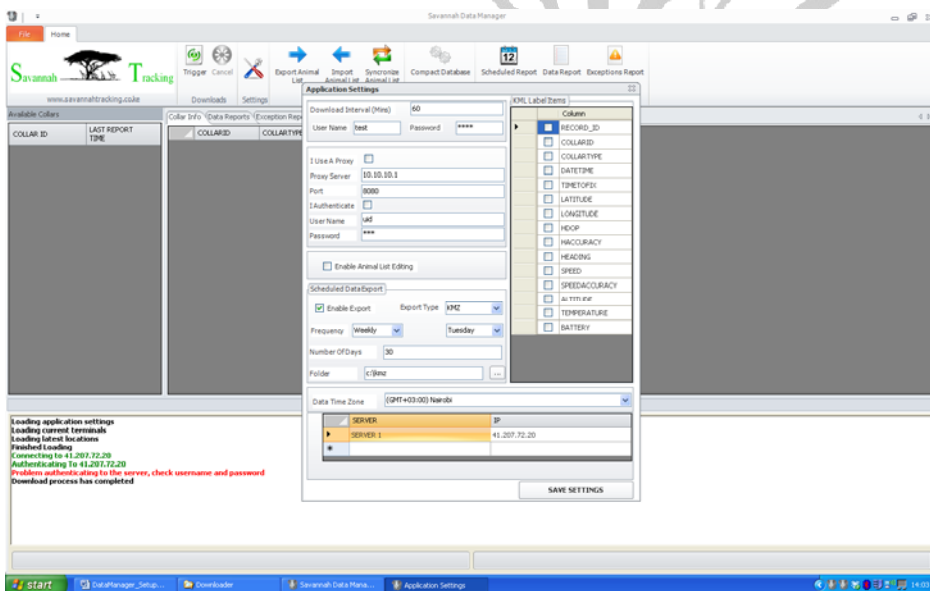 Savannah Data Manager
File
Home
Savannah Tracking
www.savannahtracking.co.ke
Trigger
Cancel
Downloads
Settings
Export Animal List
Import Animal List
Syncronize Animal List
Compact Database
12
Scheduled Report
Data Report
Exceptions Report
Available Collars
COLLAR ID
LAST REPORT TIME
Collar Info
Data Reports
Exception Rep
COLLARID
COLLARTYPE
Application Settings
Download Interval (Mins)
60
User Name
test
Password
****
I Use A Proxy
Proxy Server
10.10.10.1
Port
8080
I Authenticate
User Name
uid
Password
***
Enable Animal List Editing
Scheduled Data Export
Enable Export
Export Type
KMZ
Frequency
Weekly
Tuesday
Number Of Days
30
Folder
c:\kmz
...
KML Label Items
Column
RECORD_ID
COLLARID
COLLARTYPE
DATETIME
TIMETOFIX
LATITUDE
LONGITUDE
HDOP
HACCURACY
HEADING
SPEED
SPEEDACCURACY
ALTITUDE
TEMPERATURE
BATTERY
Data Time Zone
(GMT+03:00) Nairobi
SERVER
IP
SERVER 1
41.207.72.20
SAVE SETTINGS
Loading application settings
Loading current terminals
Loading latest locations
Finished Loading
Connecting to 41.207.72.20
Authenticating To 41.207.72.20
Problem authenticating to the server, check username and password
Download process has completed
start
DataManager_Setup...
Downloader
Savannah Data Mana...
Application Settings
14:03